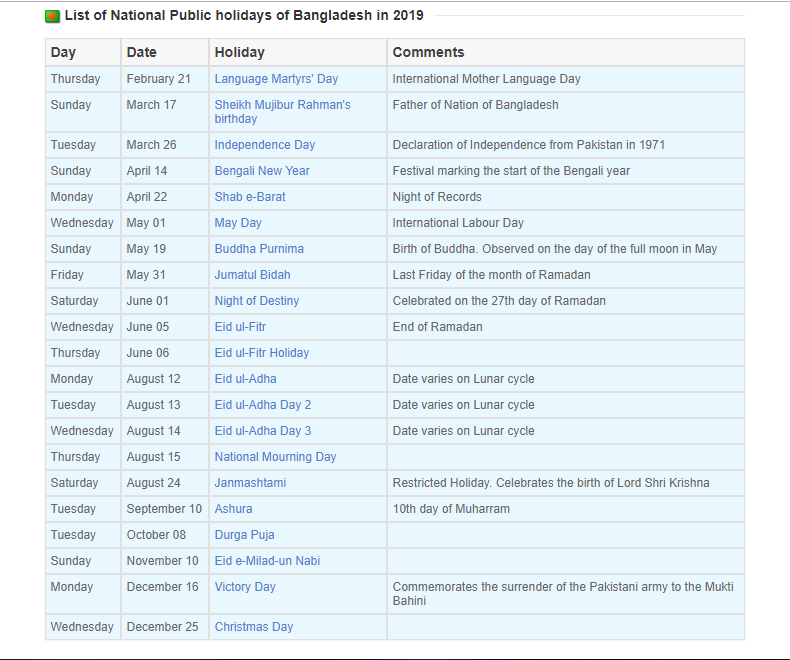 List of National Public holidays of Bangladesh in 2019
Day Date Holiday Comments
Thursday February 21 Language Martyrs' Day International Mother Language Day
Sunday March 17 Sheikh Mujibur Rahman's birthday Father of Nation of Bangladesh
Tuesday March 26 Independence Day Declaration of Independence from Pakistan in 1971
Sunday April 14 Bengali New Year Festival marking the start of the Bengali year
Monday April 22 Shab e-Barat Night of Records
Wednesday May 01 May Day International Labour Day
Sunday May 19 Buddha Purnima Birth of Buddha. Observed on the day of the full moon in May
Friday May 31 Jumatul Bidah Last Friday of the month of Ramadan
Saturday June 01 Night of Destiny Celebrated on the 27th day of Ramadan
Wednesday June 05 Eid ul-Fitr End of Ramadan
Thursday June 06 Eid ul-Fitr Holiday
Monday August 12 Eid ul-Adha Date varies on Lunar cycle
Tuesday August 13 Eid ul-Adha Day 2 Date varies on Lunar cycle
Wednesday August 14 Eid ul-Adha Day 3 Date varies on Lunar cycle
Thursday August 15 National Mourning Day
Saturday August 24 Janmashtami Restricted Holiday. Celebrates the birth of Lord Shri Krishna
Tuesday September 10 Ashura 10th day of Muharram
Tuesday October 08 Durga Puja
Sunday November 10 Eid e-Milad-un Nabi
Monday December 16 Victory Day Commemorates the surrender of the Pakistani army to the Mukti Bahini
Wednesday December 25 Christmas Day